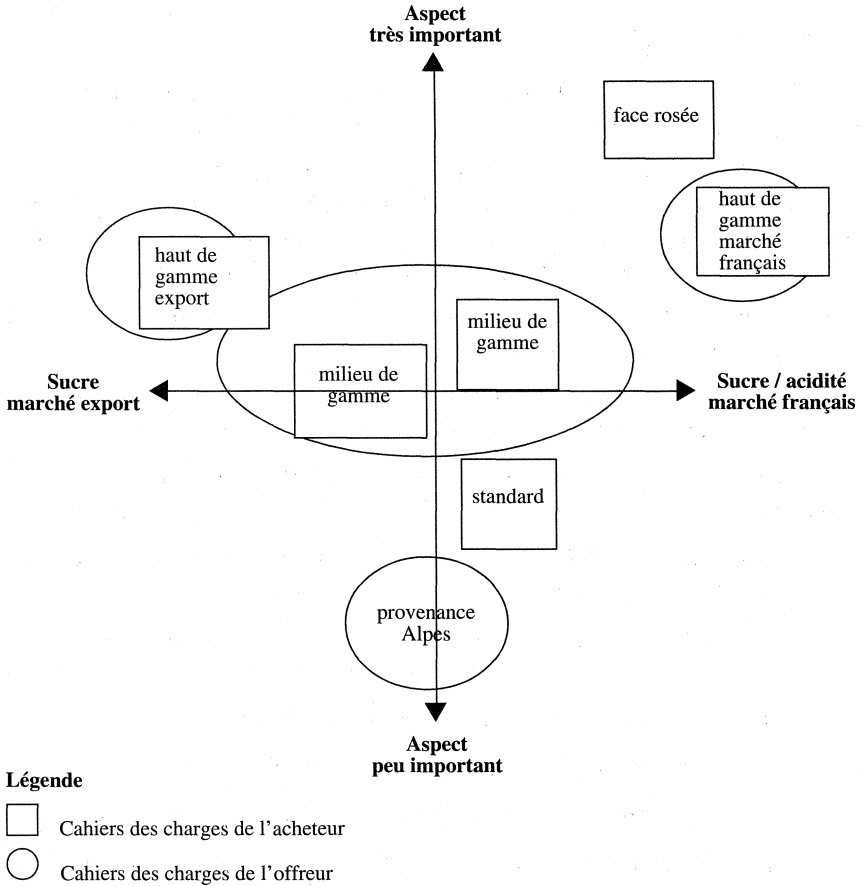 Aspect
très important
face rosée
haut de
gamme
marché
français
haut de
gamme
export
milieu de
gamme
milieu de
gamme
Sucre
marché export
Sucre / acidité
marché français
standard
provenance
Alpes
Aspect
peu important
Légende
Cahiers des charges de l'acheteur
Cahiers des charges de l'offreur